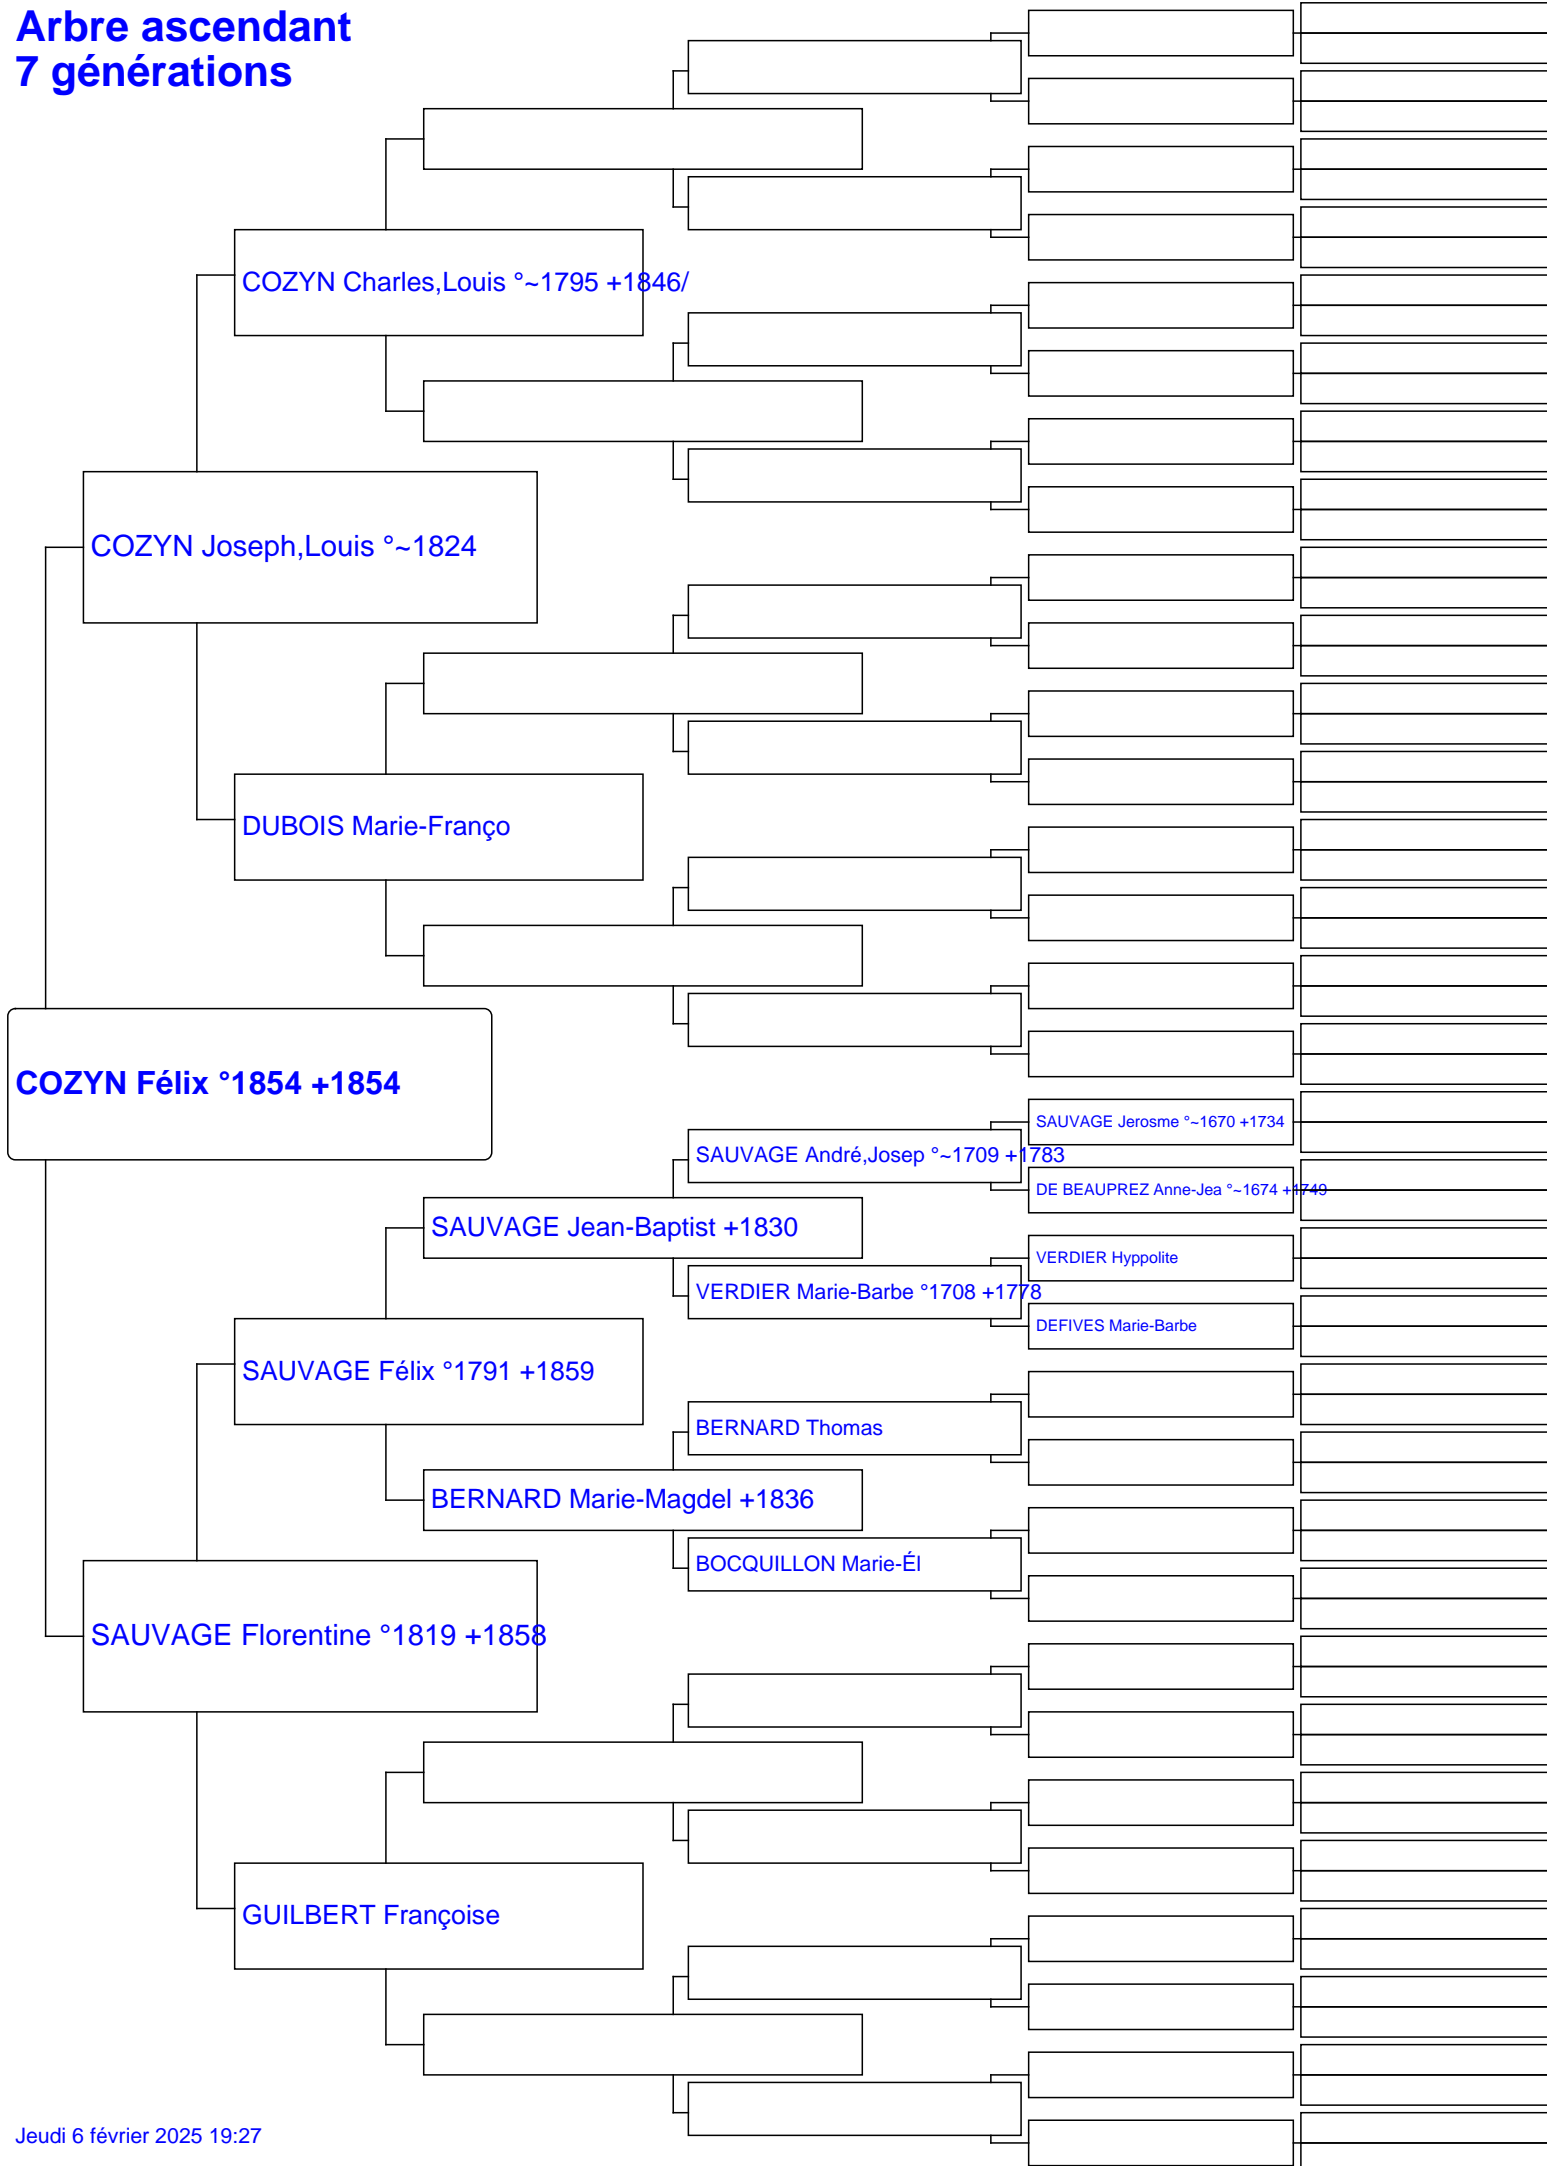 Arbre ascendant
7 générations
COZYN Charles,Louis °~1795 +1846/
COZYN Joseph,Louis °~1824
DUBOIS Marie-Franço
COZYN Félix °1854 +1854
SAUVAGE Jerosme °~1670 +1734
SAUVAGE André,Josep °~1709 +1783
DE BEAUPREZ Anne-Jea °~1674 +1749
SAUVAGE Jean-Baptist +1830
VERDIER Hyppolite
VERDIER Marie-Barbe °1708 +1778
DEFIVES Marie-Barbe
SAUVAGE Félix °1791 +1859
BERNARD Thomas
BERNARD Marie-Magdel +1836
BOCQUILLON Marie-Él
SAUVAGE Florentine °1819 +1858
GUILBERT Françoise
Jeudi 6 février 2025 19:27